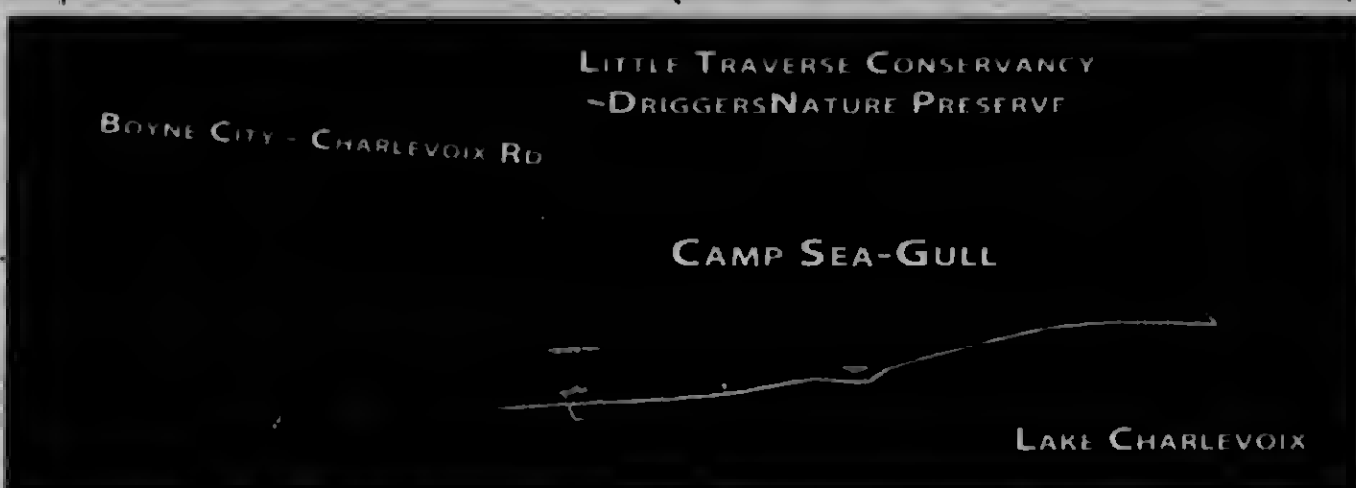 Little Traverse Conservancy
~DriggersNature Preserve
Boyne City - Charlevoix Rd
Camp Sea-Gull
Lake Charlevoix